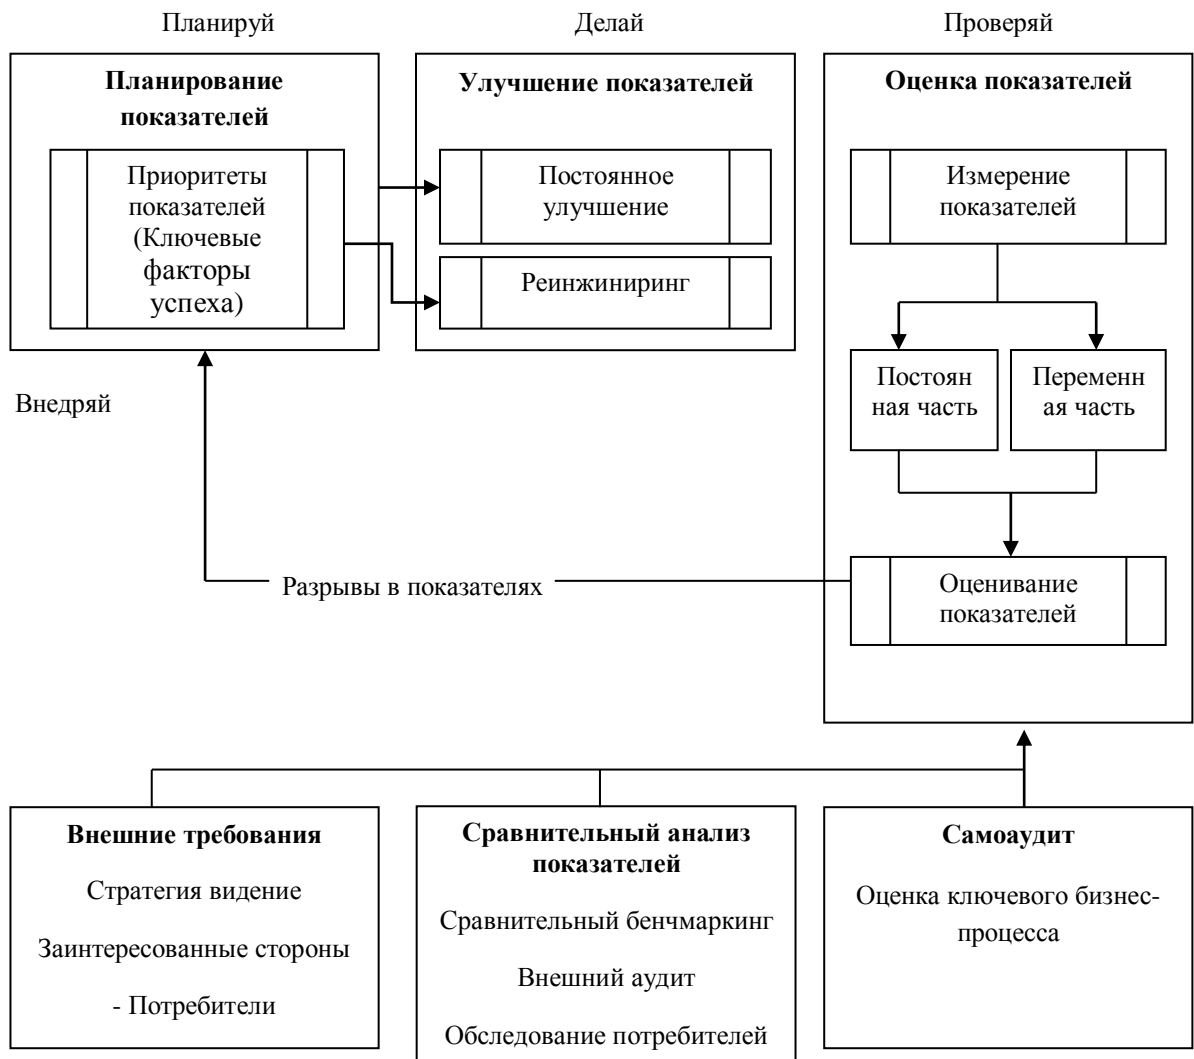 Планируй
Делай
Проверяй
Планирование
показателей
Приоритеты
показателей
(Ключевые
факторы
успеха)
Улучшение показателей
Постоянное
улучшение
Реинжиниринг
Оценка показателей
Измерение
показателей
Постоян
ная часть
Переменн
ая часть
Оценивание
показателей
Внедряй
Разрывы в показателях
Внешние требования
Стратегия видение
Заинтересованные стороны
- Потребители
Сравнительный анализ
показателей
Сравнительный бенчмаркинг
Внешний аудит
Обследование потребителей
Самоаудит
Оценка ключевого бизнес-
процесса